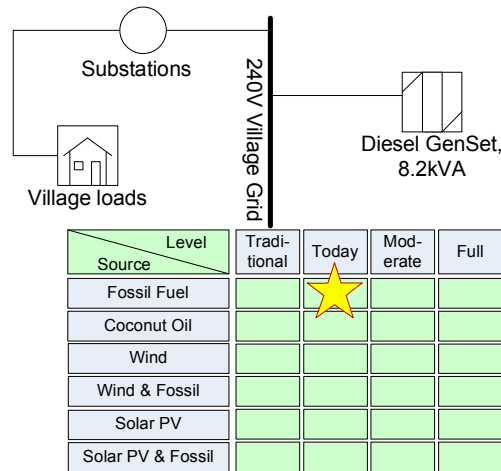 Substations
240V Village Grid
Diesel GenSet,
8.2kVA
Village loads
Level
Source
Tradi-
tional
Today
Mod-
erate
Full
Fossil Fuel
Coconut Oil
Wind
Wind & Fossil
Solar PV
Solar PV & Fossil